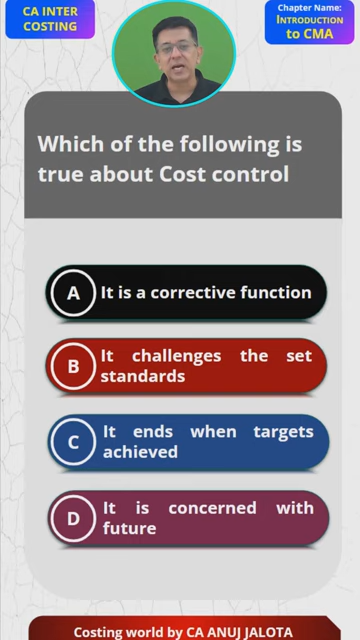 CA INTER
COSTING
Chapter Name:
INTRODUCTION
to CMA
Which of the following is
true about Cost control
A It is a corrective function
B It challenges the set
standards
C It ends when targets
achieved
D It is concerned with
future
Costing world by CA ANUJ JALOTA